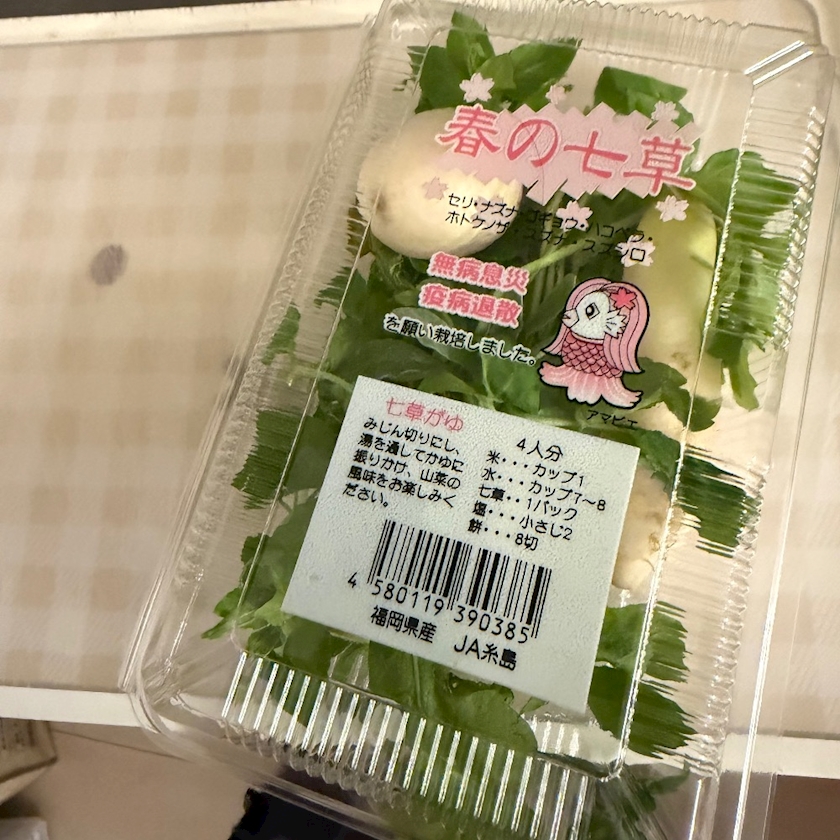 春の七草
セリ・ナズナ・ゴギョウ・ハコベラ・
ホトケノザ・スズナ・スズシロ
無病息災
疫病退散
を願い栽培しました。
アマビエ
七草がゆ
みじん切りにし、
湯を通してかゆに
振りかけ、山菜の
風味をお楽しみく
ださい。
4人分
米・・・カップ1
水・・・カップ7〜8
七草・・1パック
塩・・・小さじ2
餅・・・8切
4 580119 390385
福岡県産 JA糸島